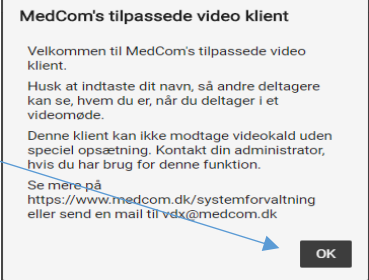 MedCom's tilpassede video klient
Velkommen til MedCom's tilpassede video
klient.
Husk at indtaste dit navn, så andre deltagere
kan se, hvem du er, når du deltager i et
videomøde.
Denne klient kan ikke modtage videokald uden
speciel opsætning. Kontakt din administrator,
hvis du har brug for denne funktion.
Se mere på
https://www.medcom.dk/systemforvaltning
eller send en mail til vdx@medcom.dk
OK